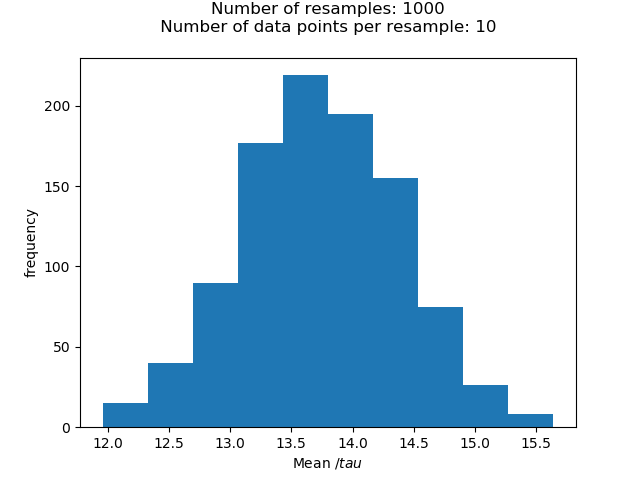 Number of resamples: 1000
Number of data points per resample: 10
200
150
100
50
0
frequency
12.0 12.5 13.0 13.5 14.0 14.5 15.0 15.5
Mean /tau